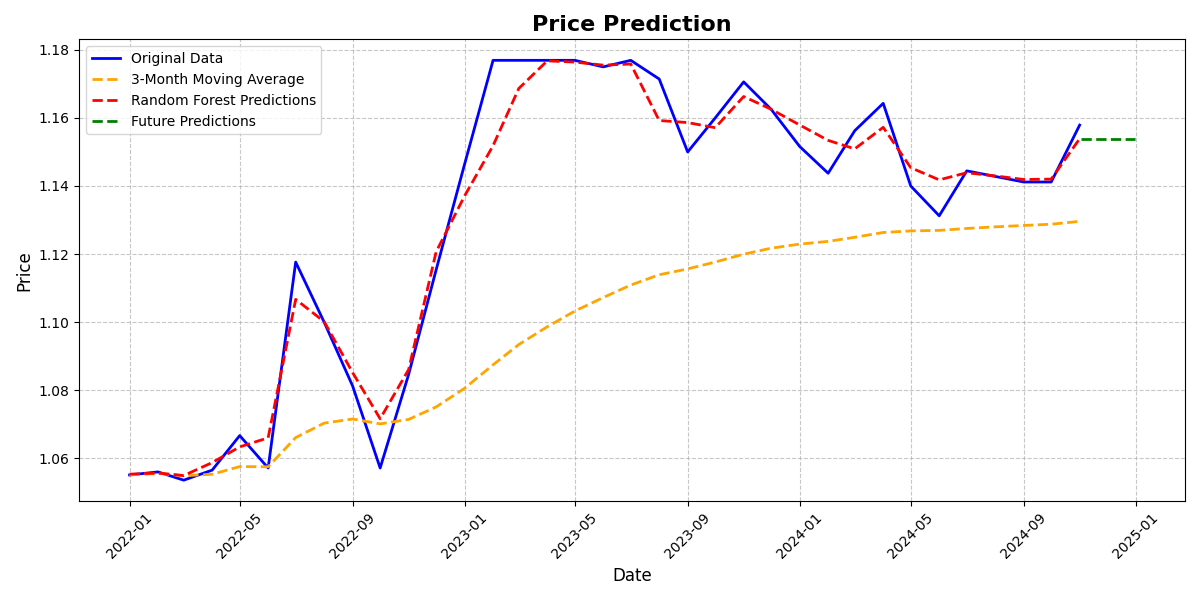 Price Prediction
Original Data
3-Month Moving Average
Random Forest Predictions
Future Predictions
1.18
1.16
1.14
1.12
1.10
1.08
1.06
Price
2022-01
2022-05
2022-09
2023-01
2023-05
2023-09
2024-01
2024-05
2024-09
2025-01
Date